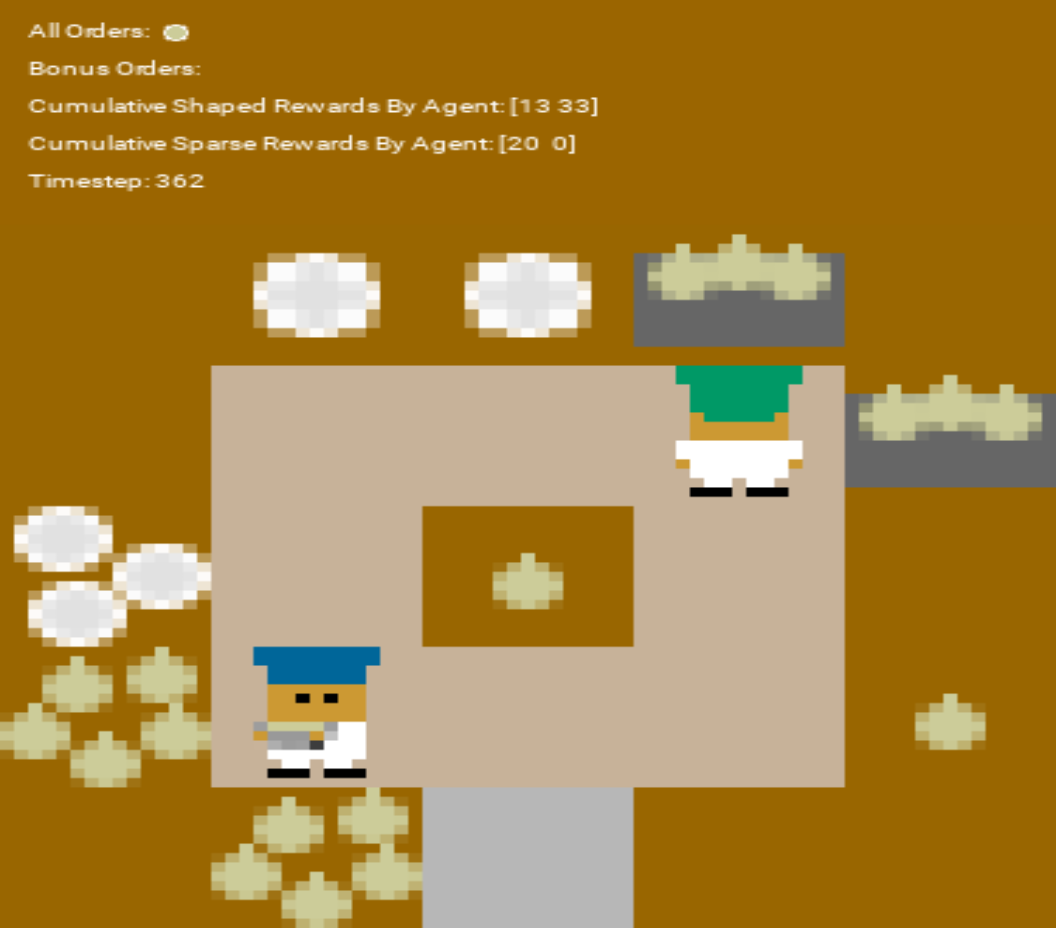 All Orders:
Bonus Orders:
Cumulative Shaped Rewards By Agent: [13 33]
Cumulative Sparse Rewards By Agent: [20  0]
Timestep: 362